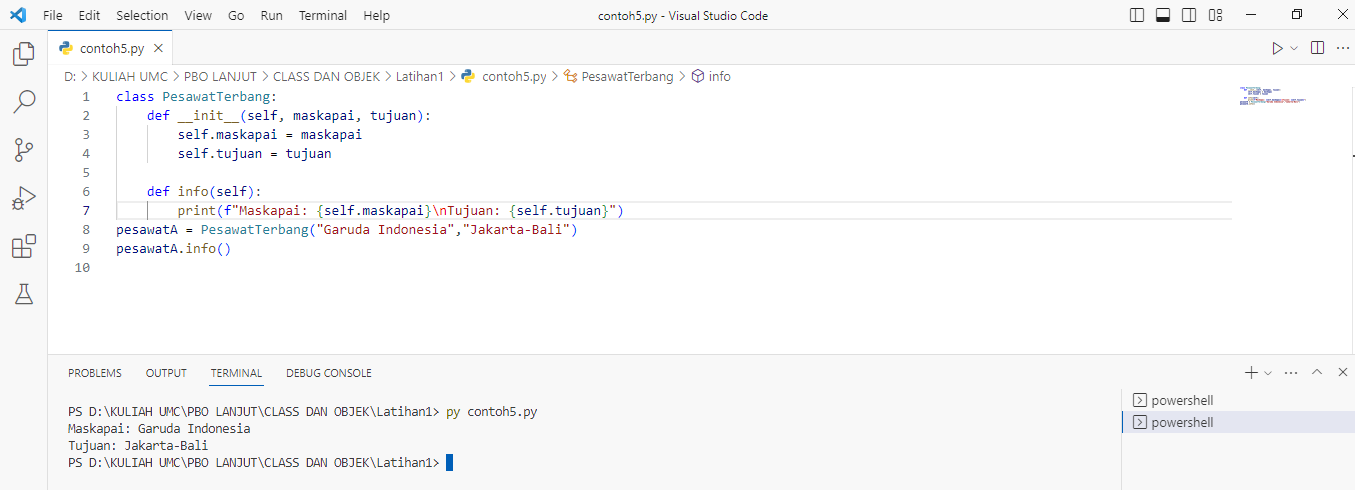 File Edit Selection View Go Run Terminal Help contoh5.py - Visual Studio Code
contoh5.py
D: > KULIAH UMC > PBO LANJUT > CLASS DAN OBJEK > Latihan1 > contoh5.py > PesawatTerbang > info
1 class PesawatTerbang:
2     def __init__(self, maskapai, tujuan):
3         self.maskapai = maskapai
4         self.tujuan = tujuan
5
6     def info(self):
7         print(f"Maskapai: {self.maskapai}\nTujuan: {self.tujuan}")
8 pesawatA = PesawatTerbang("Garuda Indonesia","Jakarta-Bali")
9 pesawatA.info()
10
PROBLEMS OUTPUT TERMINAL DEBUG CONSOLE
PS D:\KULIAH UMC\PBO LANJUT\CLASS DAN OBJEK\Latihan1> py contoh5.py
Maskapai: Garuda Indonesia
Tujuan: Jakarta-Bali
PS D:\KULIAH UMC\PBO LANJUT\CLASS DAN OBJEK\Latihan1>
powershell
powershell